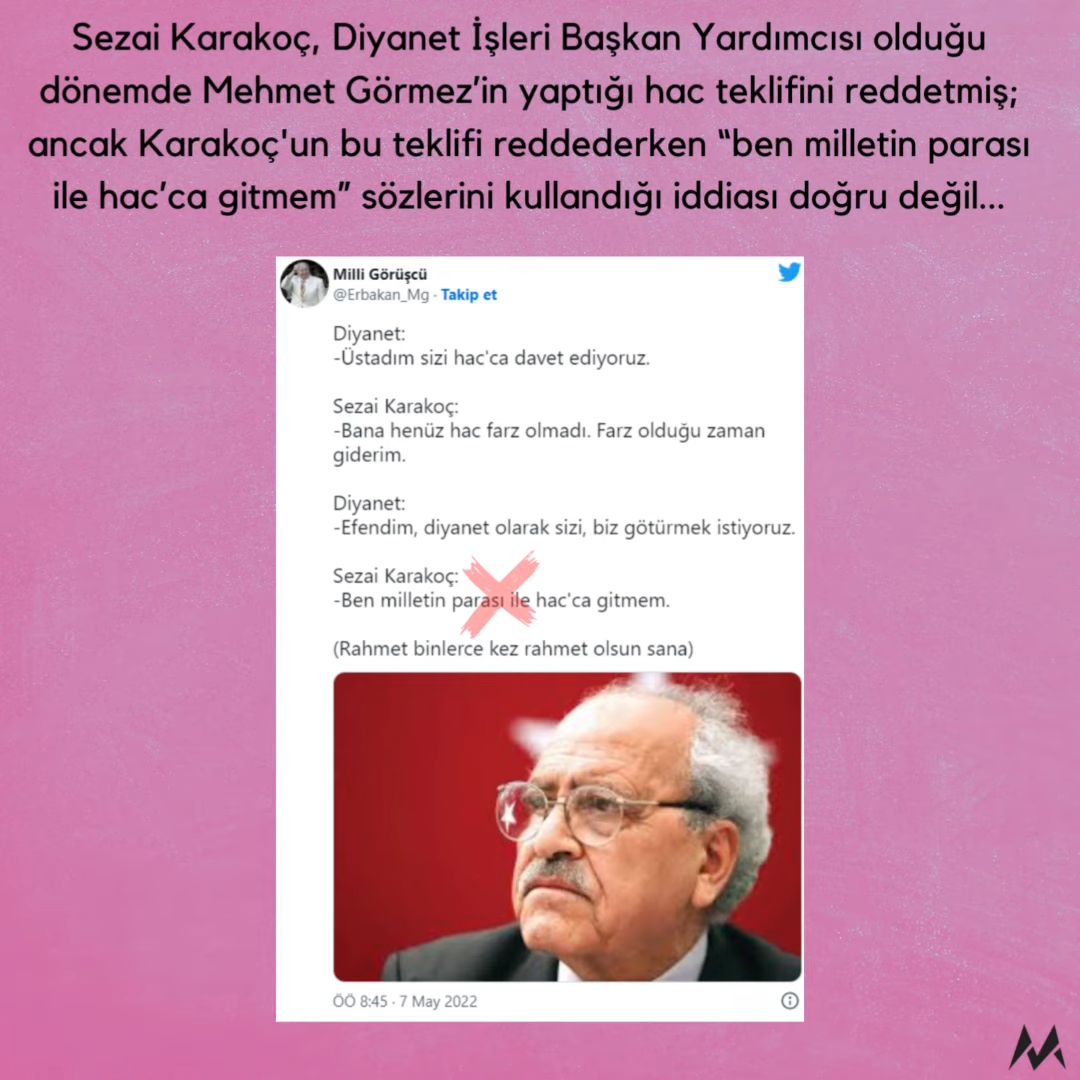 Sezai Karakoç, Diyanet İşleri Başkan Yardımcısı olduğu
dönemde Mehmet Görmez’in yaptığı hac teklifini reddetmiş;
ancak Karakoç'un bu teklifi reddederken “ben milletin parası
ile hac’ca gitmem” sözlerini kullandığı iddiası doğru değil...
Milli Görüşcü
@Erbakan_Mg · Takip et
Diyanet:
-Üstadım sizi hac'ca davet ediyoruz.
Sezai Karakoç:
-Bana henüz hac farz olmadı. Farz olduğu zaman
giderim.
Diyanet:
-Efendim, diyanet olarak sizi, biz götürmek istiyoruz.
Sezai Karakoç:
-Ben milletin parası ile hac'ca gitmem.
(Rahmet binlerce kez rahmet olsun sana)
ÖÖ 8:45 · 7 May 2022